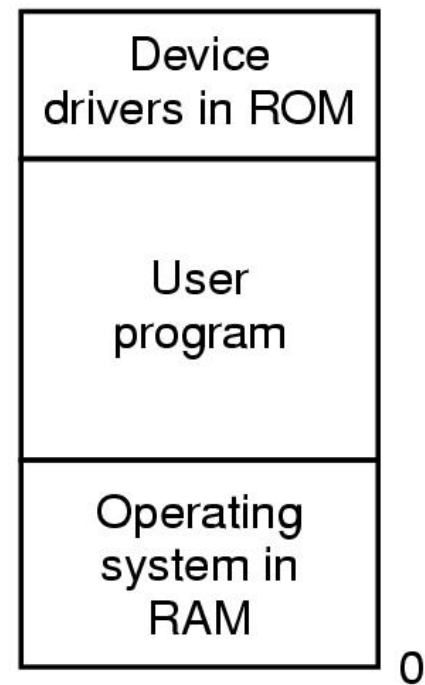 Device
drivers in ROM
User
program
Operating
system in
RAM
0